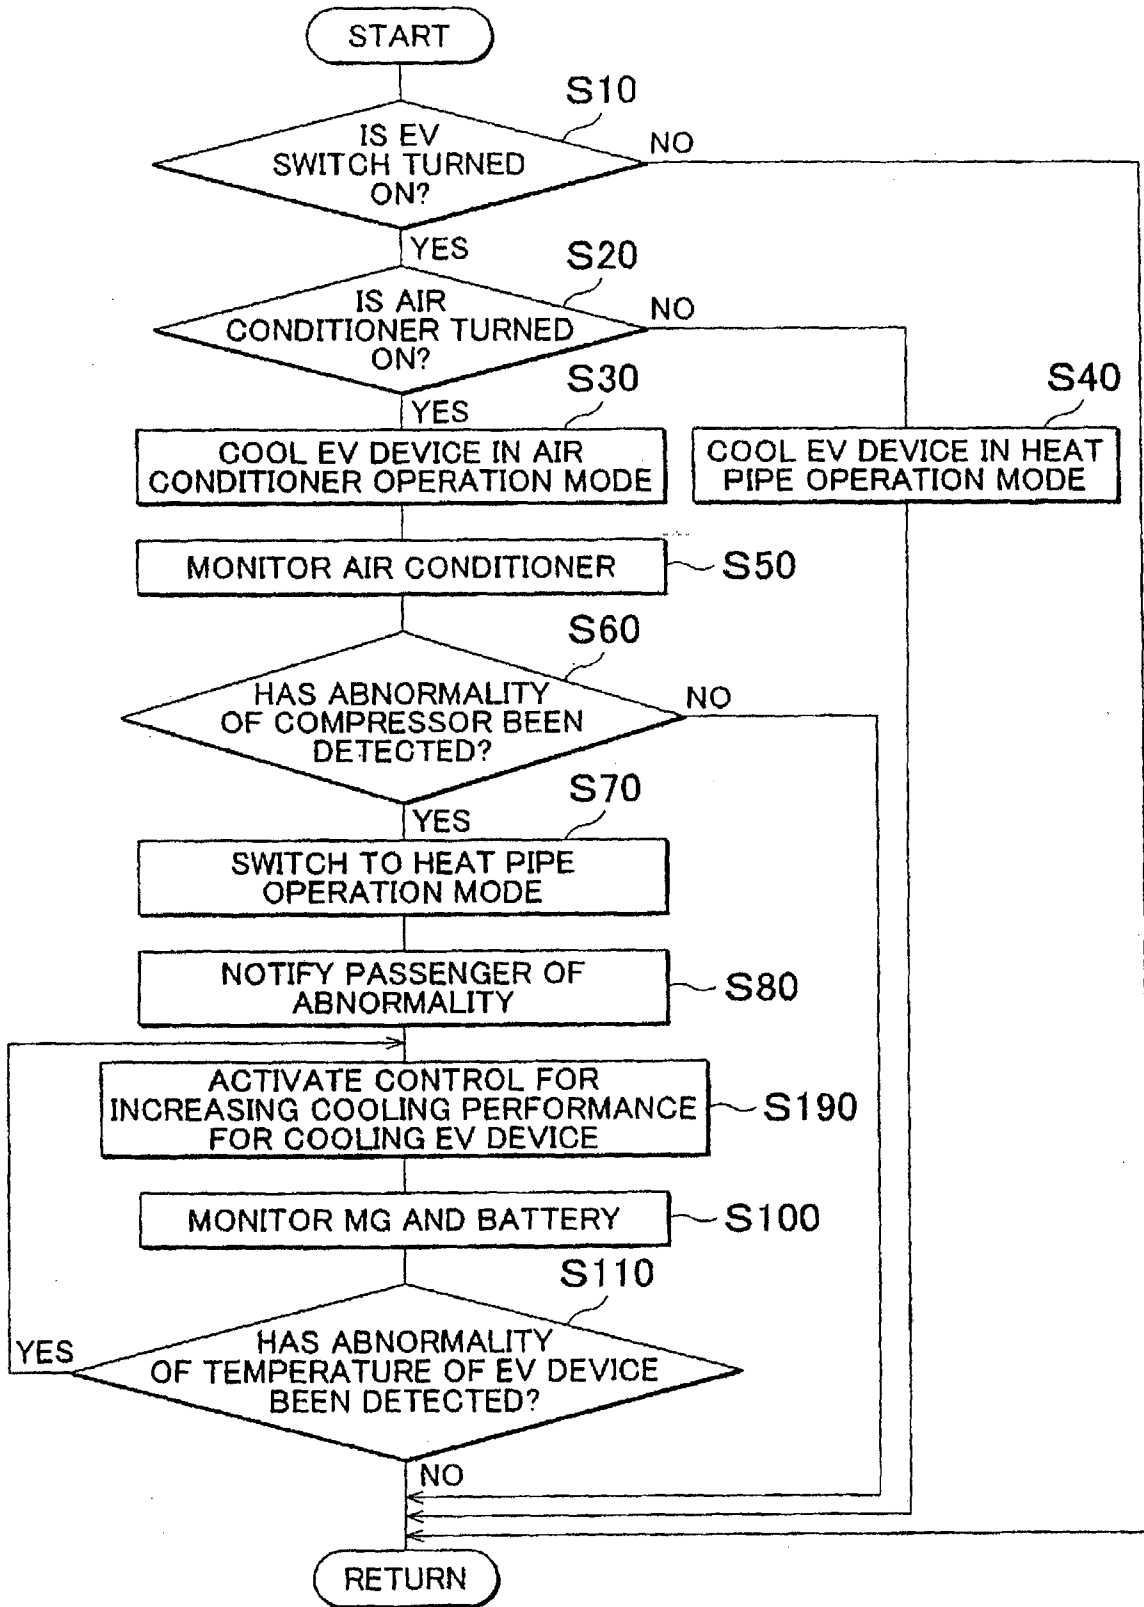 START
S10
IS EV
SWITCH TURNED
ON?
NO
YES
S20
IS AIR
CONDITIONER TURNED
ON?
NO
YES
S30
COOL EV DEVICE IN AIR
CONDITIONER OPERATION MODE
S40
COOL EV DEVICE IN HEAT
PIPE OPERATION MODE
MONITOR AIR CONDITIONER
S50
S60
HAS ABNORMALITY
OF COMPRESSOR BEEN
DETECTED?
NO
YES
S70
SWITCH TO HEAT PIPE
OPERATION MODE
NOTIFY PASSENGER OF
ABNORMALITY
S80
ACTIVATE CONTROL FOR
INCREASING COOLING PERFORMANCE
FOR COOLING EV DEVICE
S190
MONITOR MG AND BATTERY
S100
S110
HAS ABNORMALITY
OF TEMPERATURE OF EV DEVICE
BEEN DETECTED?
YES
NO
RETURN